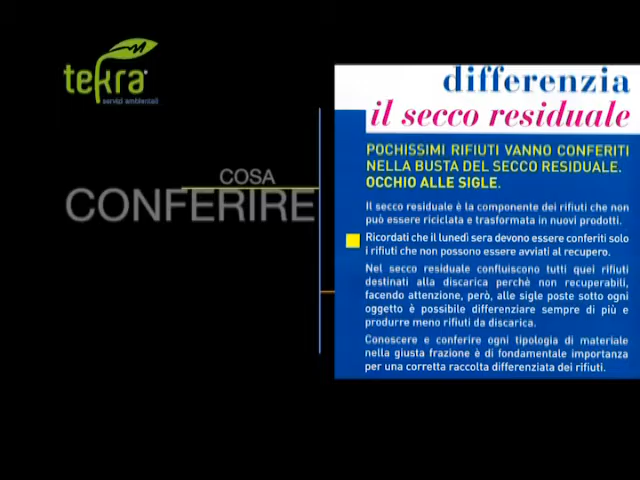 tekra
servizi ambientali
COSA
CONFERIRE
differenzia
il secco residuale
POCHISSIMI RIFIUTI VANNO CONFERITI
NELLA BUSTA DEL SECCO RESIDUALE.
OCCHIO ALLE SIGLE.
Il secco residuale è la componente dei rifiuti che non
può essere riciclata e trasformata in nuovi prodotti.
Ricordati che il lunedì sera devono essere conferiti solo
i rifiuti che non possono essere avviati al recupero.
Nel secco residuale confluiscono tutti quei rifiuti
destinati alla discarica perchè non recuperabili,
facendo attenzione, però, alle sigle poste sotto ogni
oggetto è possibile differenziare sempre di più e
produrre meno rifiuti da discarica.
Conoscere e conferire ogni tipologia di materiale
nella giusta frazione è di fondamentale importanza
per una corretta raccolta differenziata dei rifiuti.